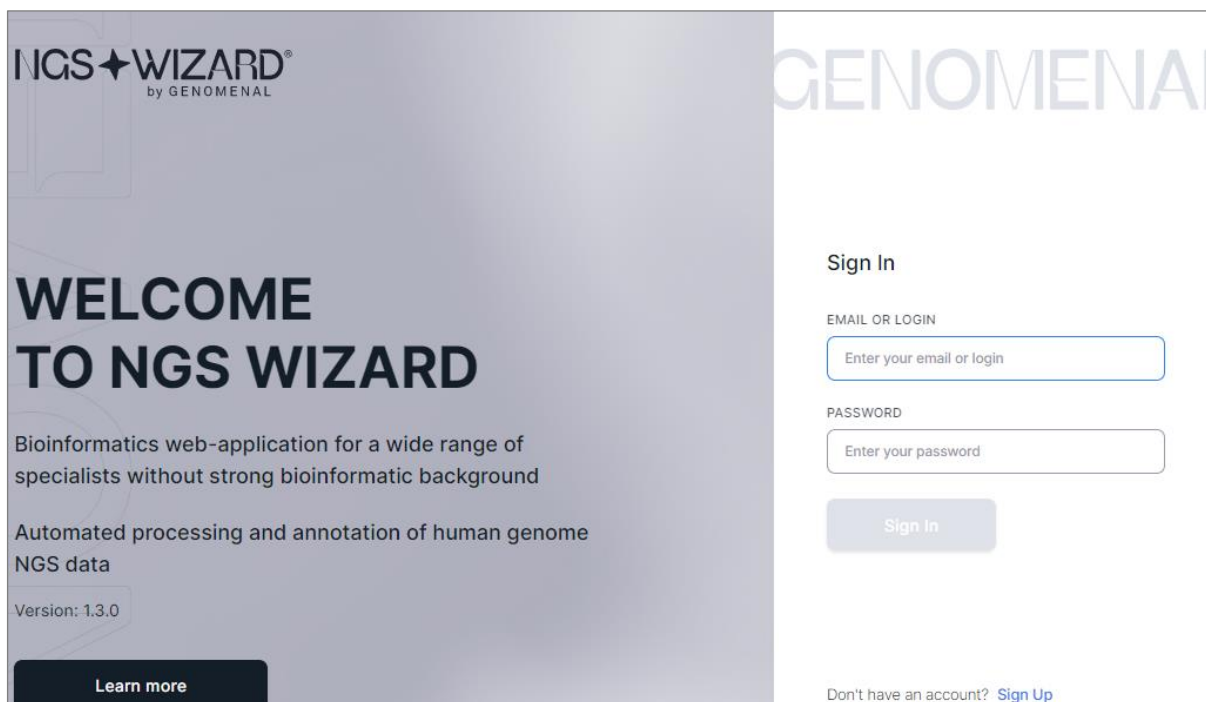 NGS WIZARD®
by GENOMENAL
WELCOME
TO NGS WIZARD
Bioinformatics web-application for a wide range of
specialists without strong bioinformatic background
Automated processing and annotation of human genome
NGS data
Version: 1.3.0
Learn more
GENOMENAL
Sign In
EMAIL OR LOGIN
Enter your email or login
PASSWORD
Enter your password
Sign In
Don't have an account? Sign Up